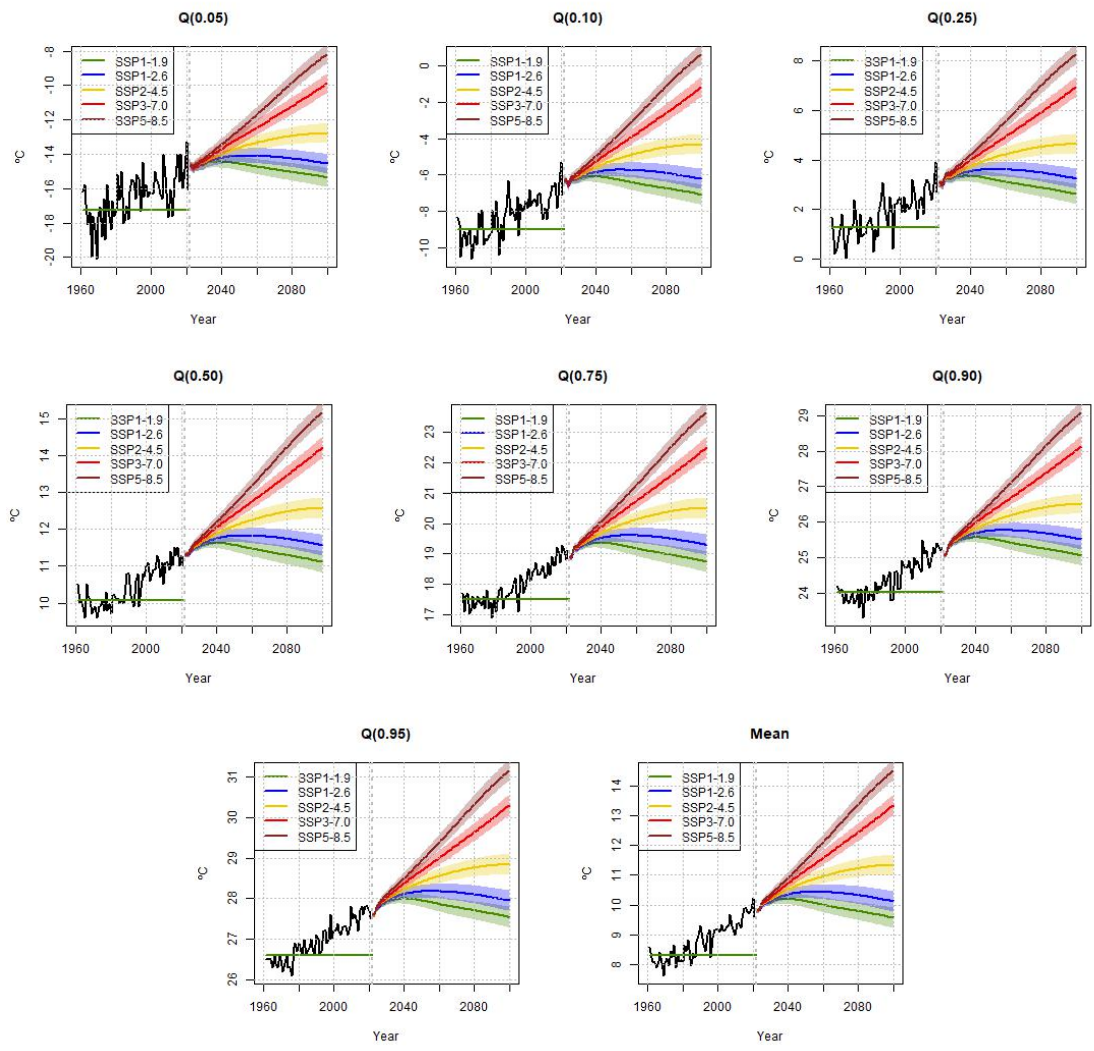 Q(0.05)
Q(0.10)
Q(0.25)
-8
-10
-12
-14
-16
-18
-20
ºC
SSP1-1.9
SSP1-2.6
SSP2-4.5
SSP3-7.0
SSP5-8.5
1960 2000 2040 2080
Year
0
-2
-4
-6
-8
-10
ºC
SSP1-1.9
SSP1-2.6
SSP2-4.5
SSP3-7.0
SSP5-8.5
1960 2000 2040 2080
Year
8
6
4
2
0
ºC
SSP1-1.9
SSP1-2.6
SSP2-4.5
SSP3-7.0
SSP5-8.5
1960 2000 2040 2080
Year
Q(0.50)
Q(0.75)
Q(0.90)
15
14
13
12
11
10
ºC
SSP1-1.9
SSP1-2.6
SSP2-4.5
SSP3-7.0
SSP5-8.5
1960 2000 2040 2080
Year
23
22
21
20
19
18
17
ºC
SSP1-1.9
SSP1-2.6
SSP2-4.5
SSP3-7.0
SSP5-8.5
1960 2000 2040 2080
Year
29
28
27
26
25
24
ºC
SSP1-1.9
SSP1-2.6
SSP2-4.5
SSP3-7.0
SSP5-8.5
1960 2000 2040 2080
Year
Q(0.95)
Mean
31
30
29
28
27
26
ºC
SSP1-1.9
SSP1-2.6
SSP2-4.5
SSP3-7.0
SSP5-8.5
1960 2000 2040 2080
Year
14
13
12
11
10
9
8
ºC
SSP1-1.9
SSP1-2.6
SSP2-4.5
SSP3-7.0
SSP5-8.5
1960 2000 2040 2080
Year